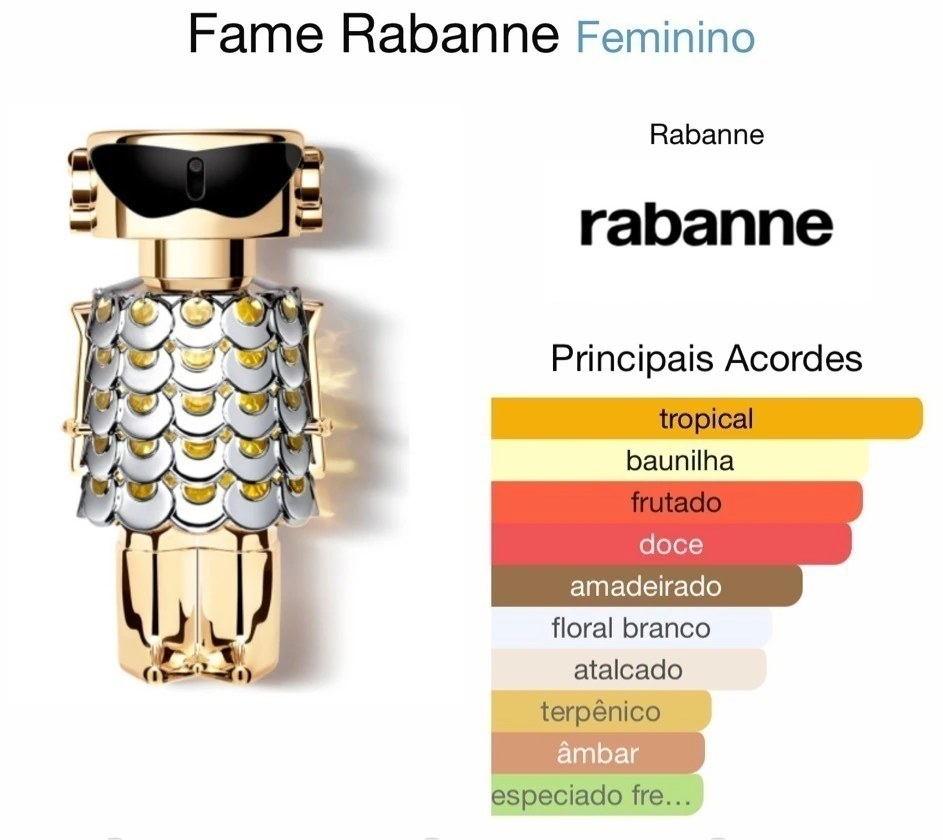 Fame Rabanne Feminino
Rabanne
rabanne
Principais Acordes
tropical
baunilha
frutado
doce
amadeirado
floral branco
atalcado
terpênico
âmbar
especiado fre...